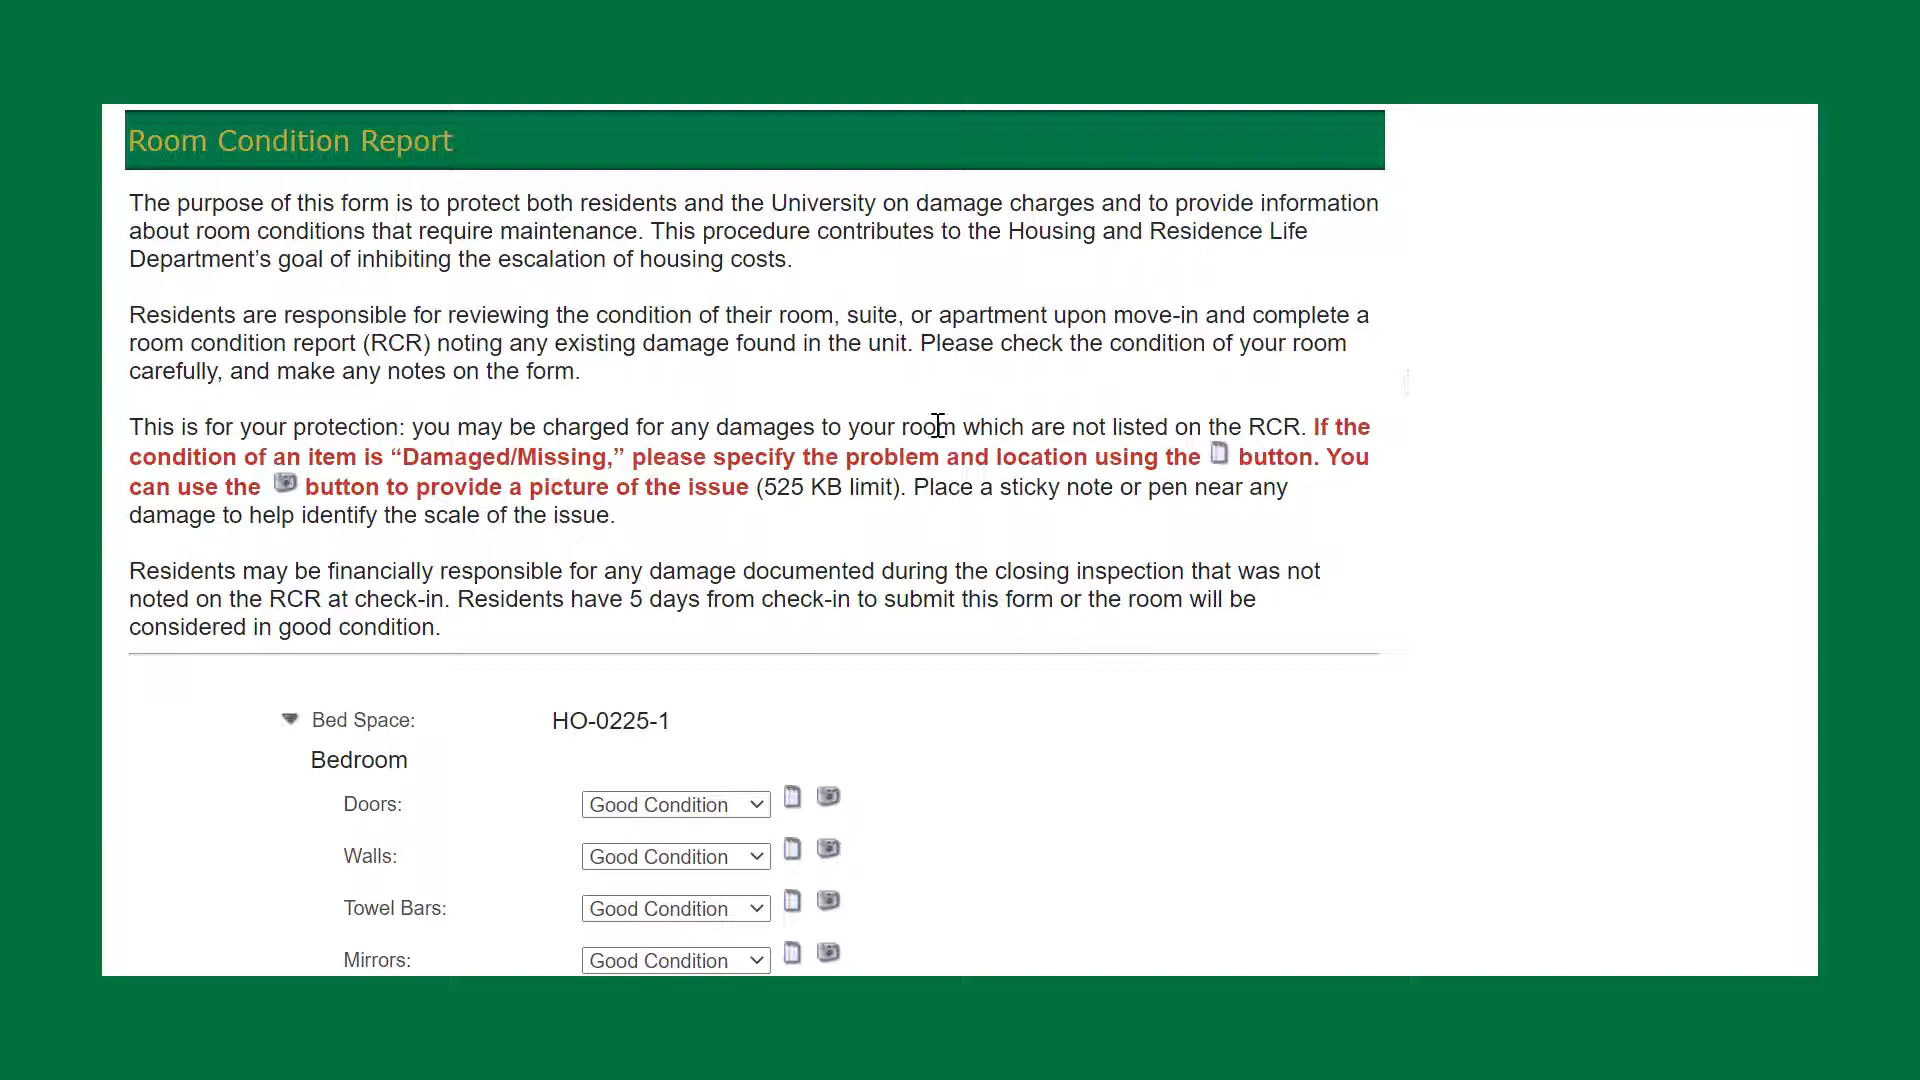 Room Condition Report
The purpose of this form is to protect both residents and the University on damage charges and to provide information
about room conditions that require maintenance. This procedure contributes to the Housing and Residence Life
Department’s goal of inhibiting the escalation of housing costs.
Residents are responsible for reviewing the condition of their room, suite, or apartment upon move-in and complete a
room condition report (RCR) noting any existing damage found in the unit. Please check the condition of your room
carefully, and make any notes on the form.
This is for your protection: you may be charged for any damages to your room which are not listed on the RCR. If the
condition of an item is “Damaged/Missing,” please specify the problem and location using the button. You
can use the button to provide a picture of the issue (525 KB limit). Place a sticky note or pen near any
damage to help identify the scale of the issue.
Residents may be financially responsible for any damage documented during the closing inspection that was not
noted on the RCR at check-in. Residents have 5 days from check-in to submit this form or the room will be
considered in good condition.
Bed Space: HO-0225-1
Bedroom
Doors: Good Condition
Walls: Good Condition
Towel Bars: Good Condition
Mirrors: Good Condition